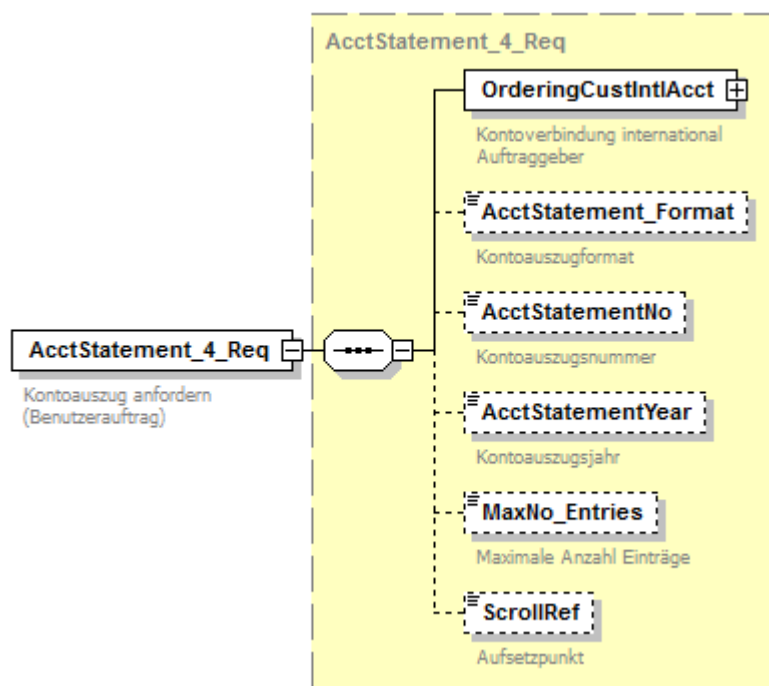 AcctStatement_4_Req
OrderingCustIntlAcct
Kontoverbindung international
Auftraggeber
AcctStatement_Format
Kontoauszugformat
AcctStatementNo
Kontoauszugsnummer
AcctStatement_4_Req
Kontoauszug anfordern
(Benutzerauftrag)
AcctStatementYear
Kontoauszugsjahr
MaxNo_Entries
Maximale Anzahl Einträge
ScrollRef
Aufsetzpunkt